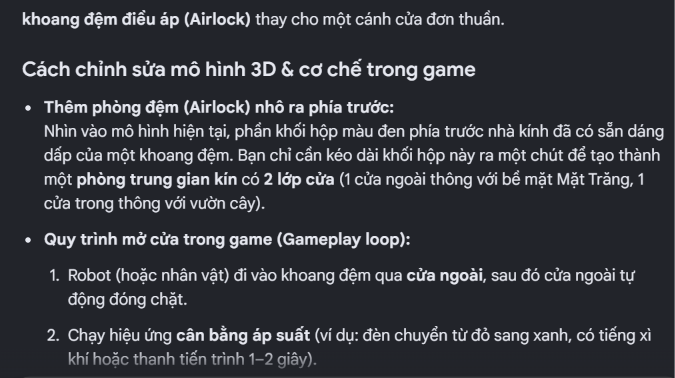 khoang đệm điều áp (Airlock) thay cho một cánh cửa đơn thuần.
Cách chỉnh sửa mô hình 3D & cơ chế trong game
• Thêm phòng đệm (Airlock) nhô ra phía trước:
Nhìn vào mô hình hiện tại, phần khối hộp màu đen phía trước nhà kính đã có sẵn dáng
dấp của một khoang đệm. Bạn chỉ cần kéo dài khối hộp này ra một chút để tạo thành
một phòng trung gian kín có 2 lớp cửa (1 cửa ngoài thông với bề mặt Mặt Trăng, 1
cửa trong thông với vườn cây).
• Quy trình mở cửa trong game (Gameplay loop):
1. Robot (hoặc nhân vật) đi vào khoang đệm qua cửa ngoài, sau đó cửa ngoài tự
động đóng chặt.
2. Chạy hiệu ứng cân bằng áp suất (ví dụ: đèn chuyển từ đỏ sang xanh, có tiếng xì
khí hoặc thanh tiến trình 1–2 giây).